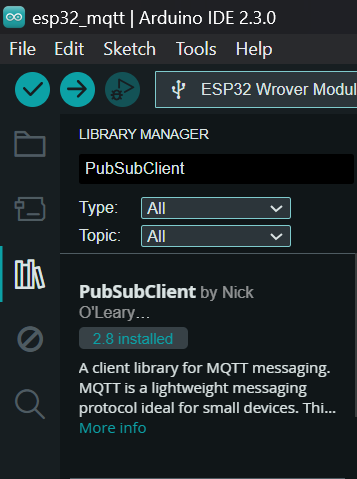 esp32_mqtt | Arduino IDE 2.3.0
File Edit Sketch Tools Help
ESP32 Wrover Modul
LIBRARY MANAGER
PubSubClient
Type: All
Topic: All
PubSubClient by Nick
O'Leary...
2.8 installed
A client library for MQTT messaging.
MQTT is a lightweight messaging
protocol ideal for small devices. Thi...
More info